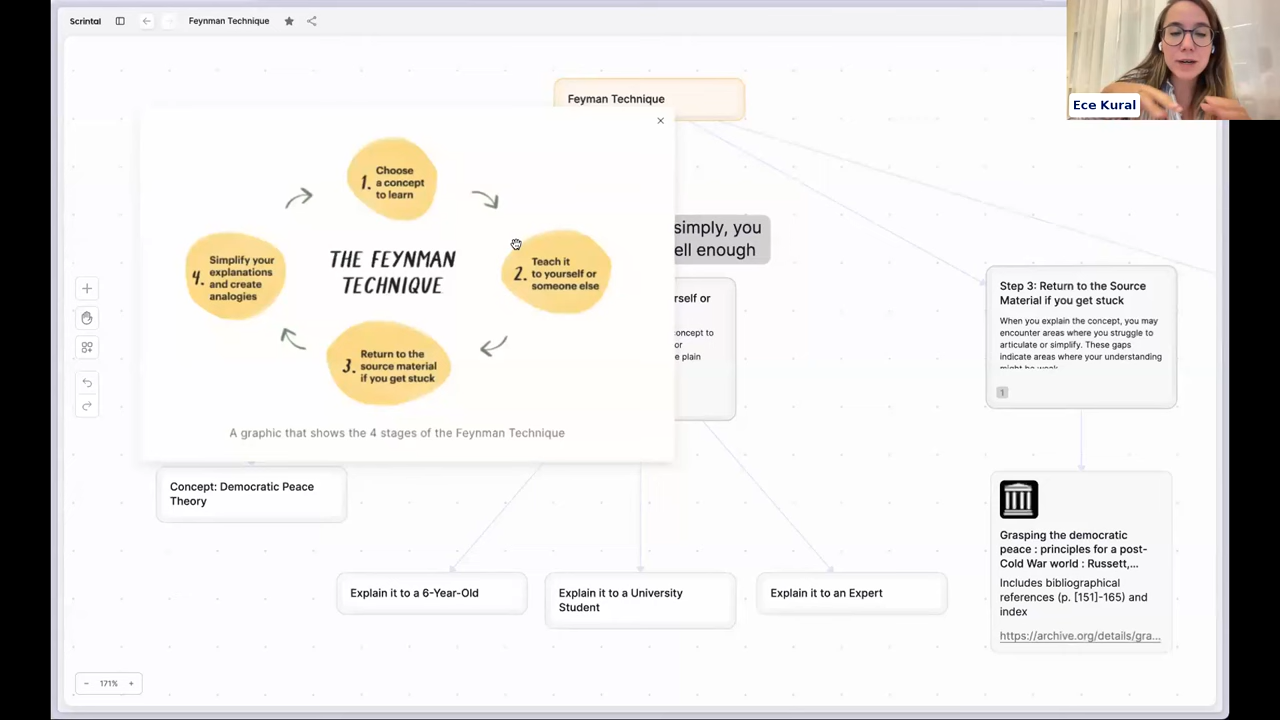 Scrintal
Feynman Technique
Ece Kural
Feyman Technique
1. Choose
a concept
to learn
THE FEYNMAN
TECHNIQUE
2. Teach it
to yourself or
someone else
3. Return to the
source material
if you get stuck
4. Simplify your
explanations
and create
analogies
A graphic that shows the 4 stages of the Feynman Technique
simply, you
ell enough
rself or
concept to
or
e plain
Step 3: Return to the Source
Material if you get stuck
When you explain the concept, you may
encounter areas where you struggle to
articulate or simplify. These gaps
indicate areas where your understanding
might be weak.
1
Concept: Democratic Peace
Theory
Explain it to a 6-Year-Old
Explain it to a University
Student
Explain it to an Expert
Grasping the democratic
peace : principles for a post-
Cold War world : Russett,...
Includes bibliographical
references (p. [151]-165) and
index
https://archive.org/details/gra...
171%